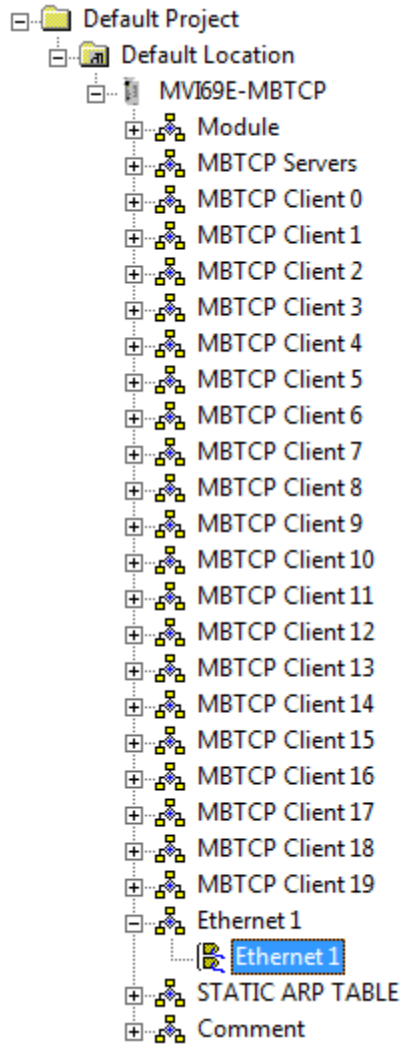 Default Project
Default Location
MVI69E-MBTCP
Module
MBTCP Servers
MBTCP Client 0
MBTCP Client 1
MBTCP Client 2
MBTCP Client 3
MBTCP Client 4
MBTCP Client 5
MBTCP Client 6
MBTCP Client 7
MBTCP Client 8
MBTCP Client 9
MBTCP Client 10
MBTCP Client 11
MBTCP Client 12
MBTCP Client 13
MBTCP Client 14
MBTCP Client 15
MBTCP Client 16
MBTCP Client 17
MBTCP Client 18
MBTCP Client 19
Ethernet 1
Ethernet 1
STATIC ARP TABLE
Comment